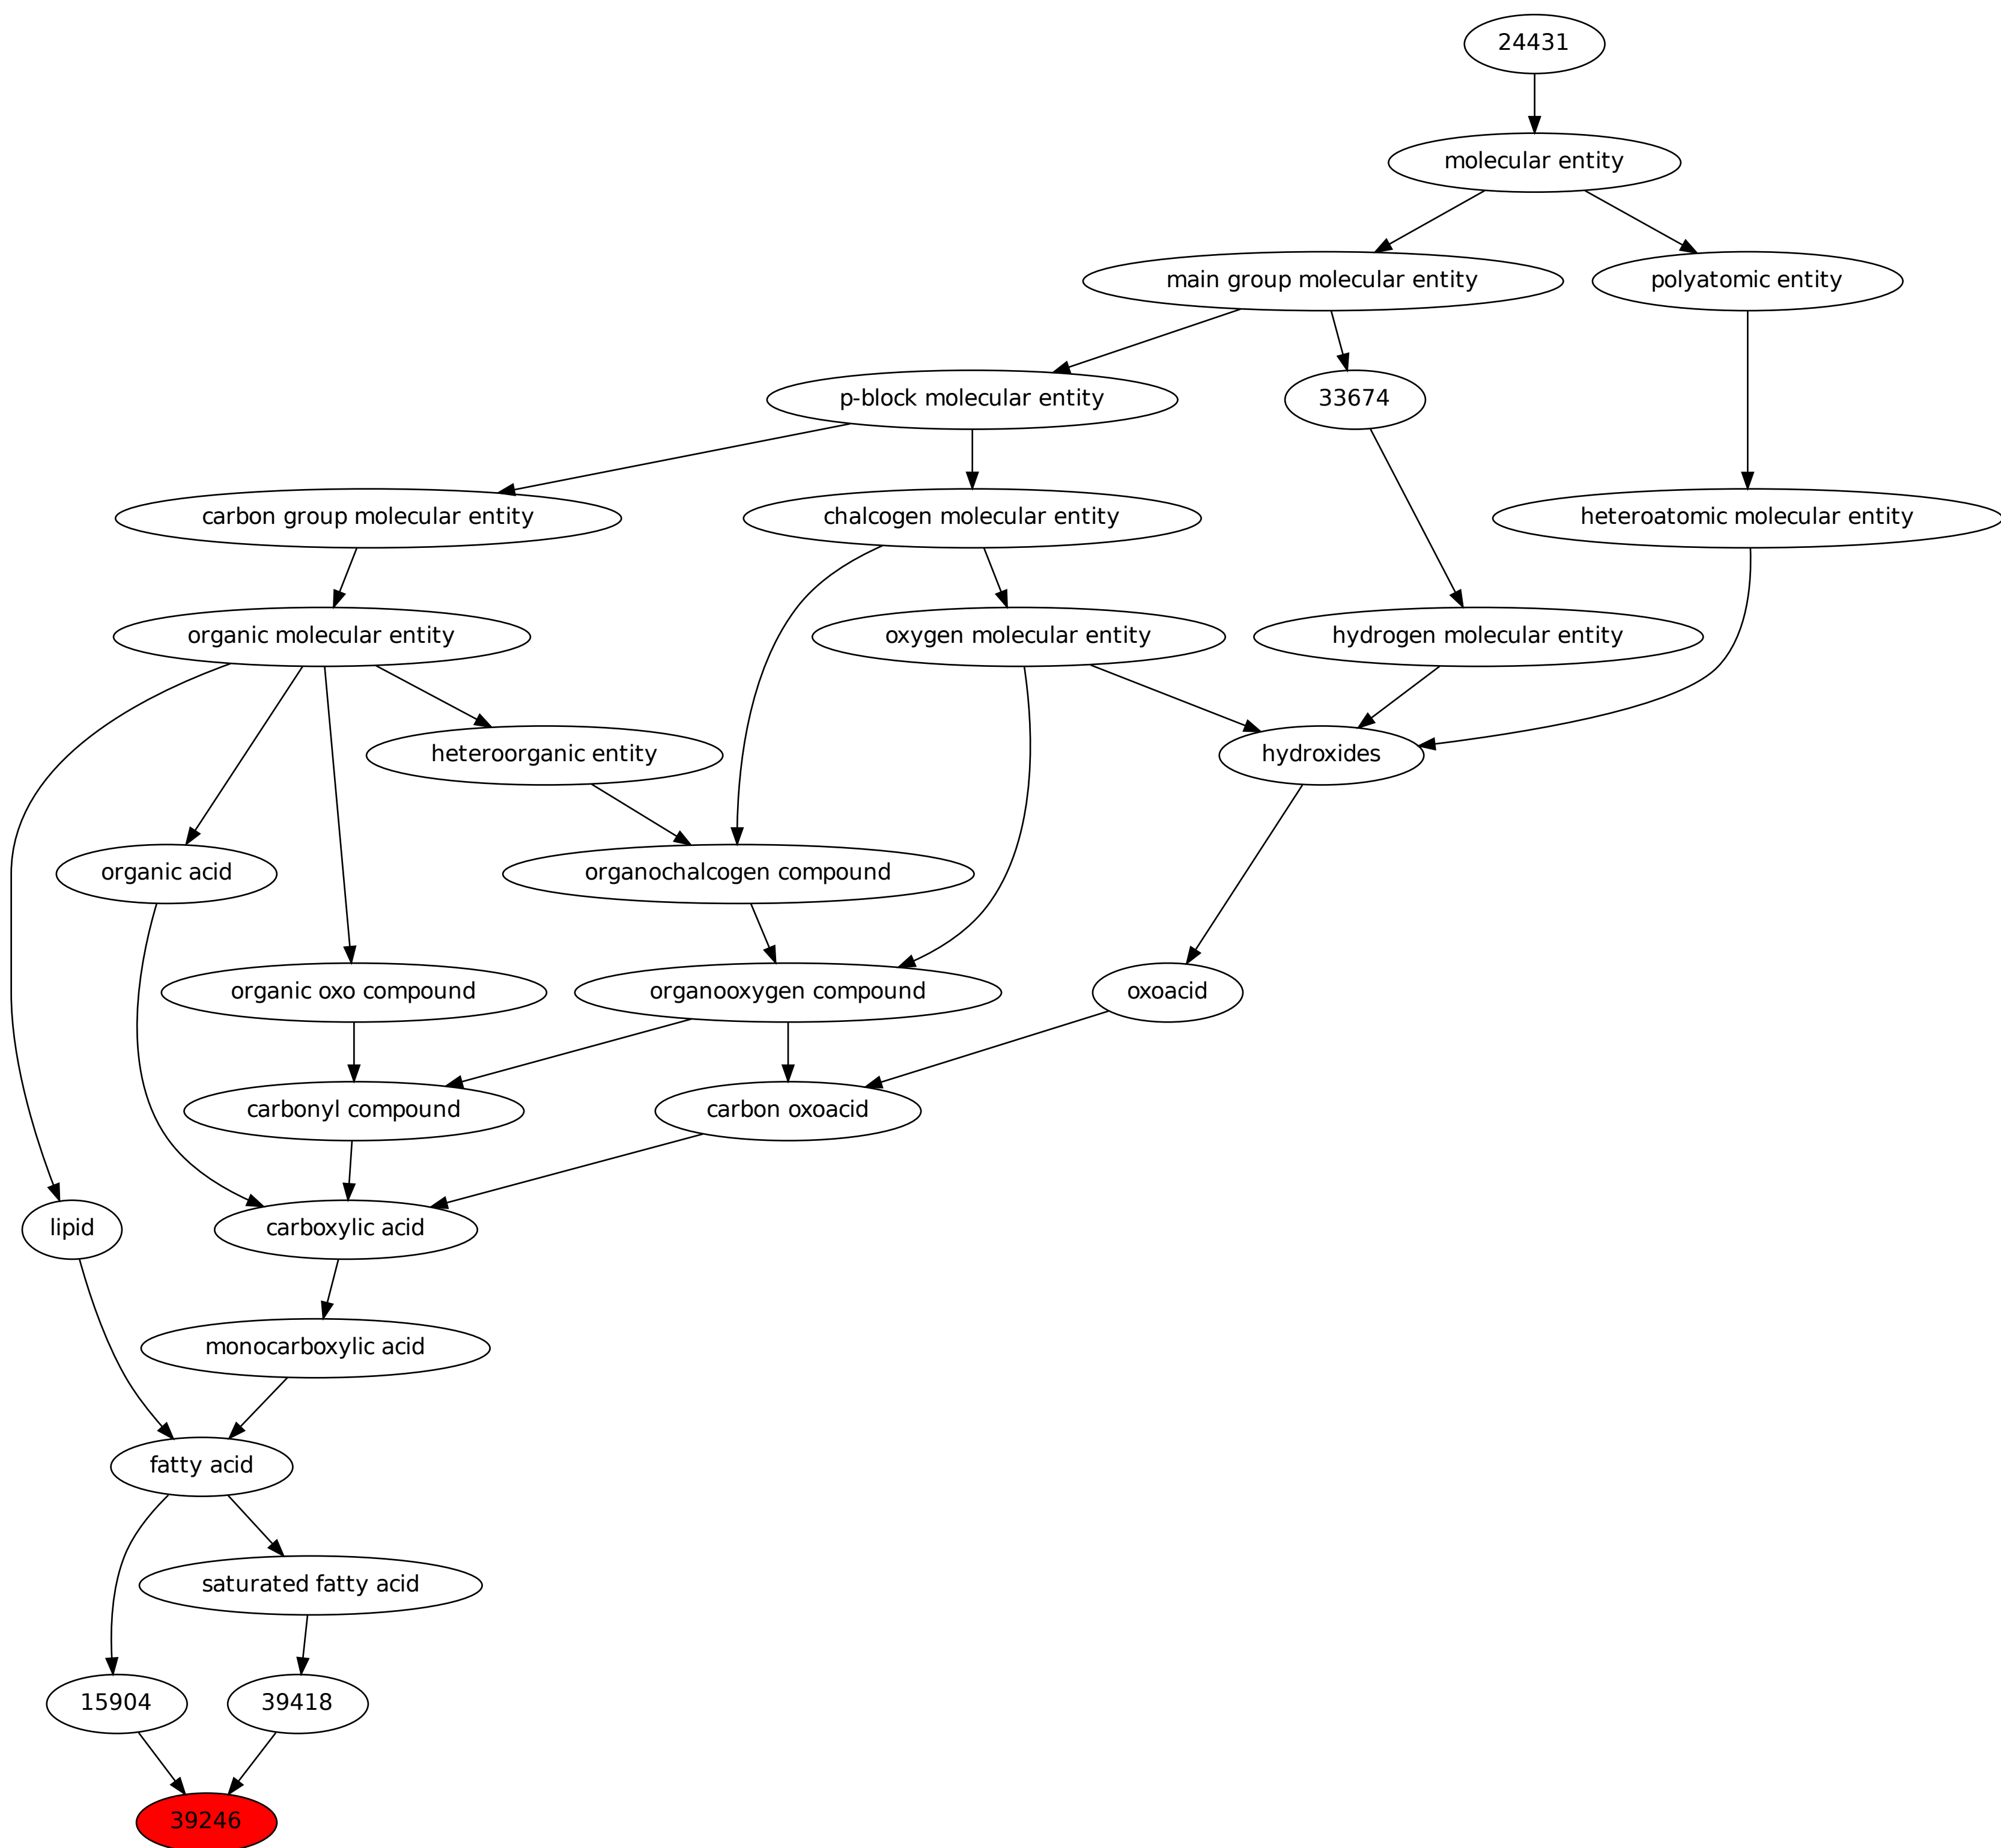 24431
molecular entity
main group molecular entity
polyatomic entity
p-block molecular entity
33674
carbon group molecular entity
chalcogen molecular entity
heteroatomic molecular entity
organic molecular entity
oxygen molecular entity
hydrogen molecular entity
heteroorganic entity
hydroxides
organic acid
organochalcogen compound
organic oxo compound
organooxygen compound
oxoacid
carbonyl compound
carbon oxoacid
lipid
carboxylic acid
monocarboxylic acid
fatty acid
saturated fatty acid
15904
39418
39246